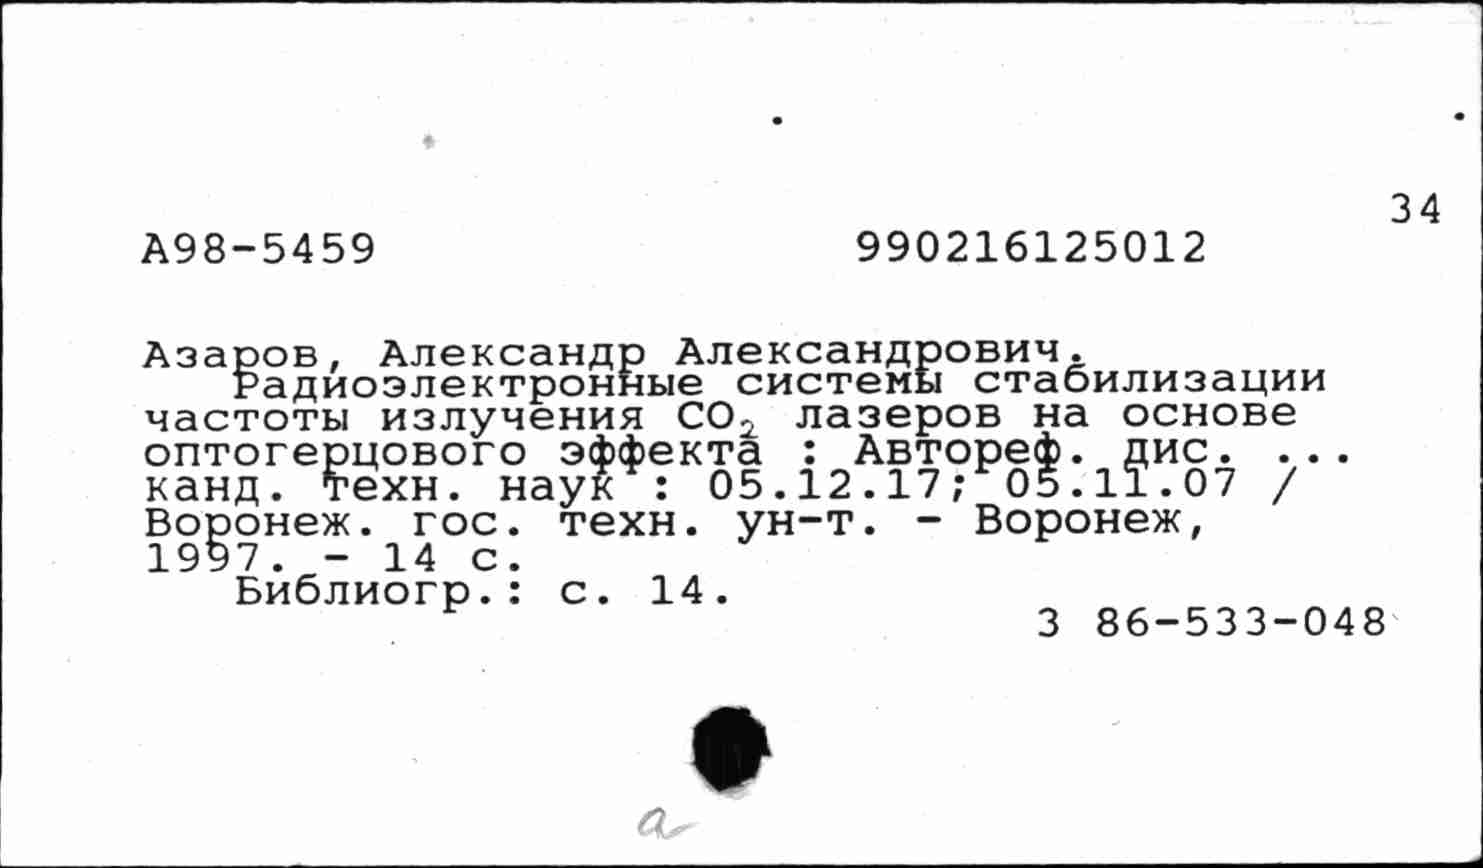 34
А98-5459 990216125012
Азаров, Александр Александрович.
Радиоэлектронные системы стабилизации
частоты излучения CO₂ лазеров на основе
оптогерцового эффекта : Автореф. дис. ...
канд. техн. наук : 05.12.17; 05.11.07 /
Воронеж. гос. техн. ун-т. - Воронеж,
1997. - 14 с.
Библиогр.: с. 14.
3 86-533-048
a